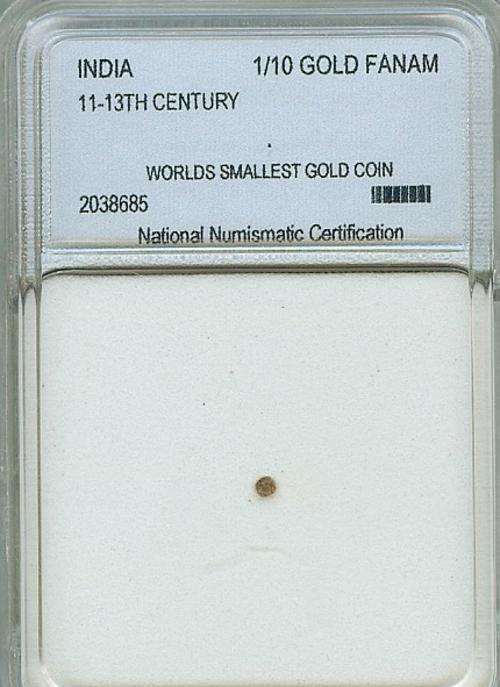 INDIA 1/10 GOLD FANAM
11-13TH CENTURY
WORLDS SMALLEST GOLD COIN
2038685
National Numismatic Certification